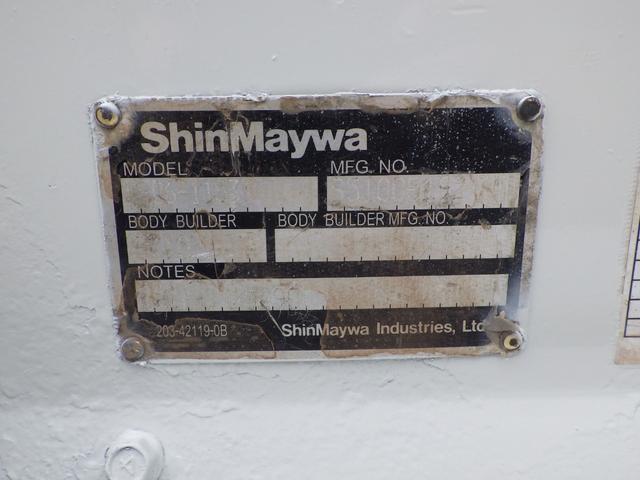 ShinMaywa
MODEL MFG. NO.
BODY BUILDER BODY BUILDER MFG. NO.
NOTES
203-42119-0B ShinMaywa Industries, Ltd